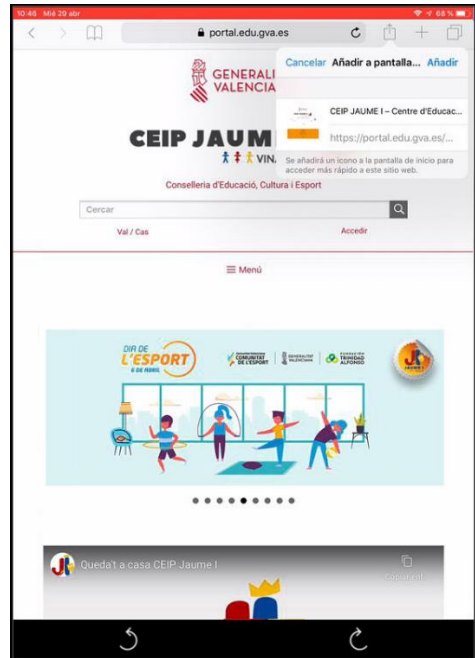 10:46 Mié 29 abr
68 %
portal.edu.gva.es
Cancelar Añadir a pantalla... Añadir
CEIP JAUME I – Centre d'Educac...
https://portal.edu.gva.es/...
Se añadirá un icono a la pantalla de inicio para
acceder más rápido a este sitio web.
GENERALI
VALENCIA
CEIP JAUM
VINA
Conselleria d'Educació, Cultura i Esport
Cercar
Val / Cas
Accedir
Menú
DIA DE
L'ESPORT
6 DE ABRIL
COMUNITAT
DE L'ESPORT
GENERALITAT
VALENCIANA
FUNDACIÓN
TRINIDAD
ALFONSO
JAUME I
Queda't a casa CEIP Jaume I